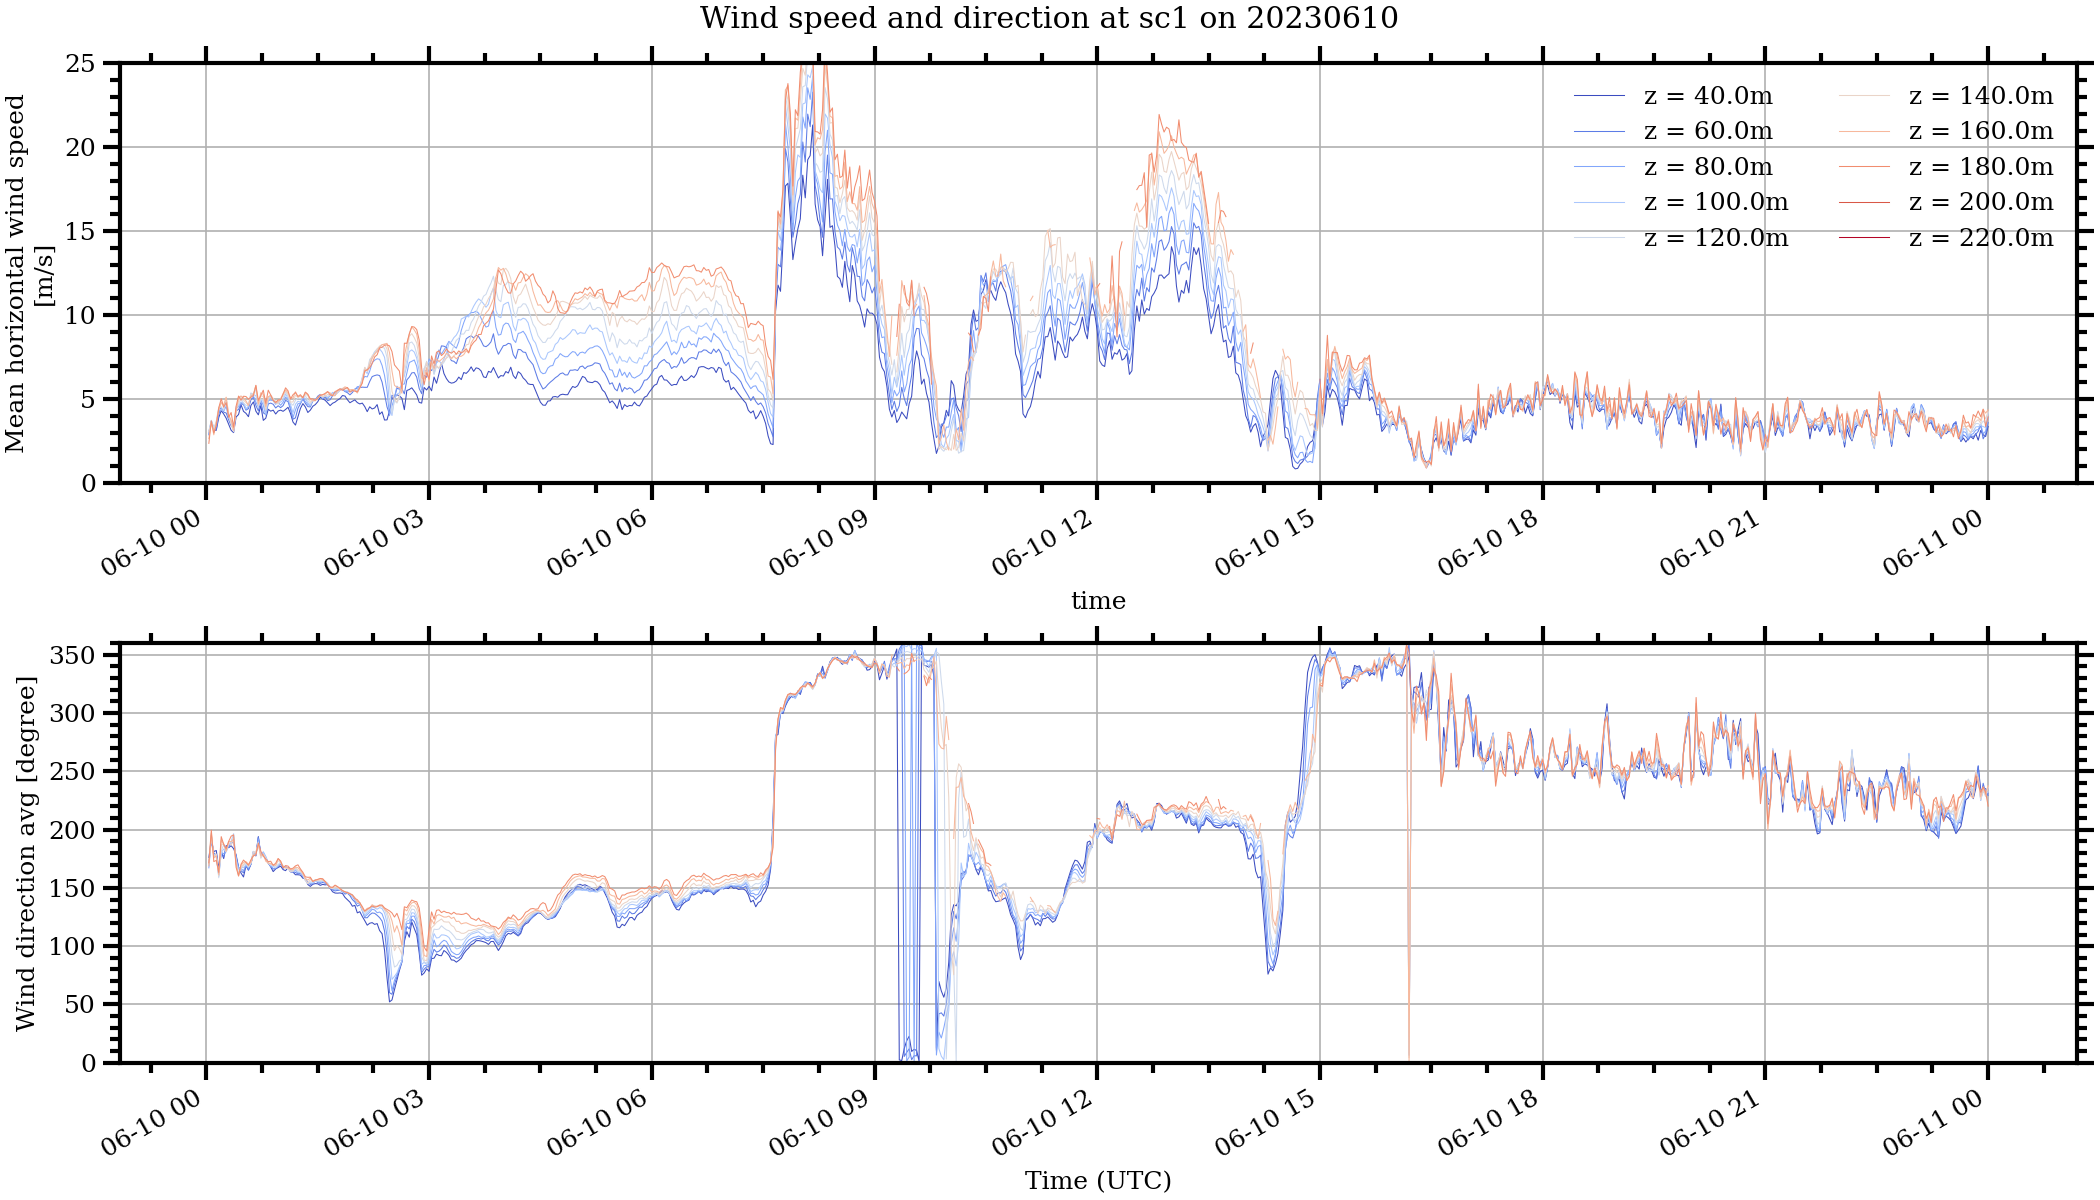 Wind speed and direction at sc1 on 20230610
Mean horizontal wind speed
[m/s]
25
20
15
10
5
0
z = 40.0m
z = 60.0m
z = 80.0m
z = 100.0m
z = 120.0m
z = 140.0m
z = 160.0m
z = 180.0m
z = 200.0m
z = 220.0m
06-10 00
06-10 03
06-10 06
06-10 09
06-10 12
06-10 15
06-10 18
06-10 21
06-11 00
time
Wind direction avg [degree]
350
300
250
200
150
100
50
0
06-10 00
06-10 03
06-10 06
06-10 09
06-10 12
06-10 15
06-10 18
06-10 21
06-11 00
Time (UTC)